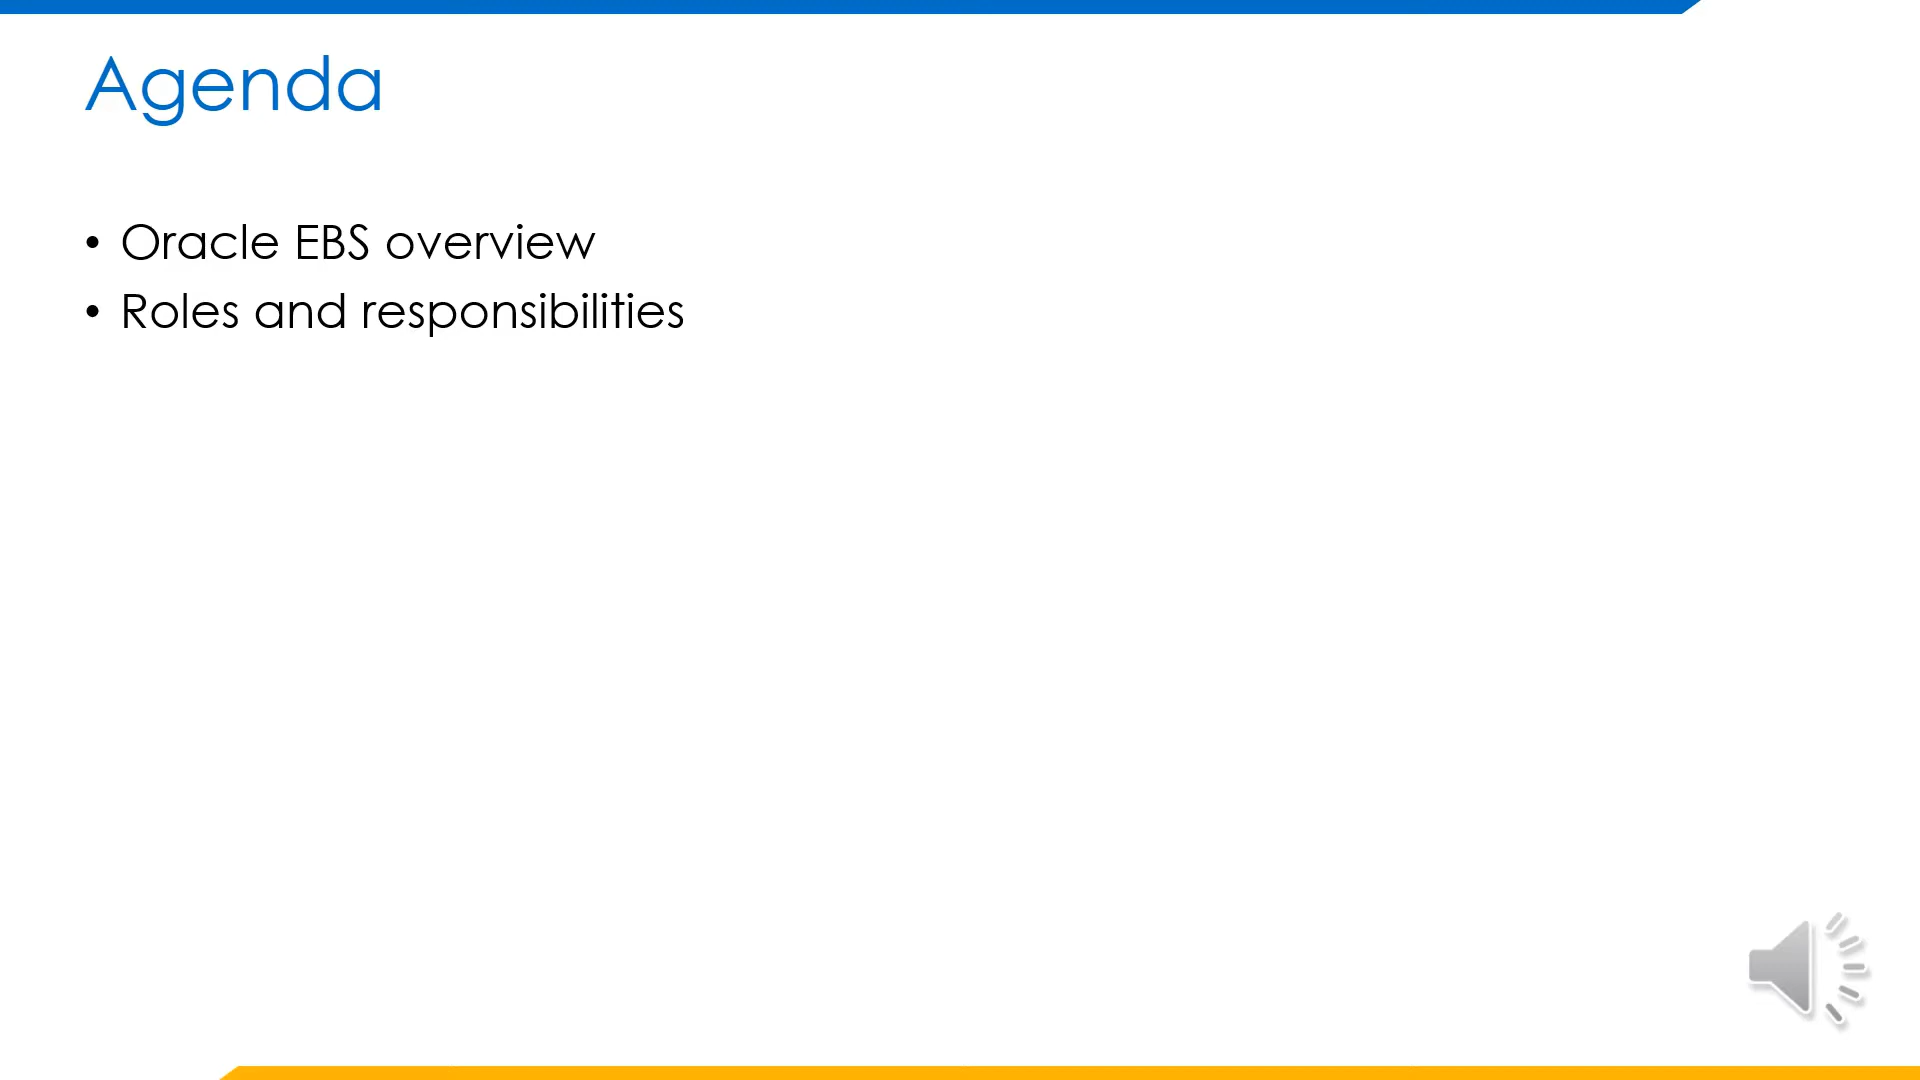 Agenda
• Oracle EBS overview
• Roles and responsibilities